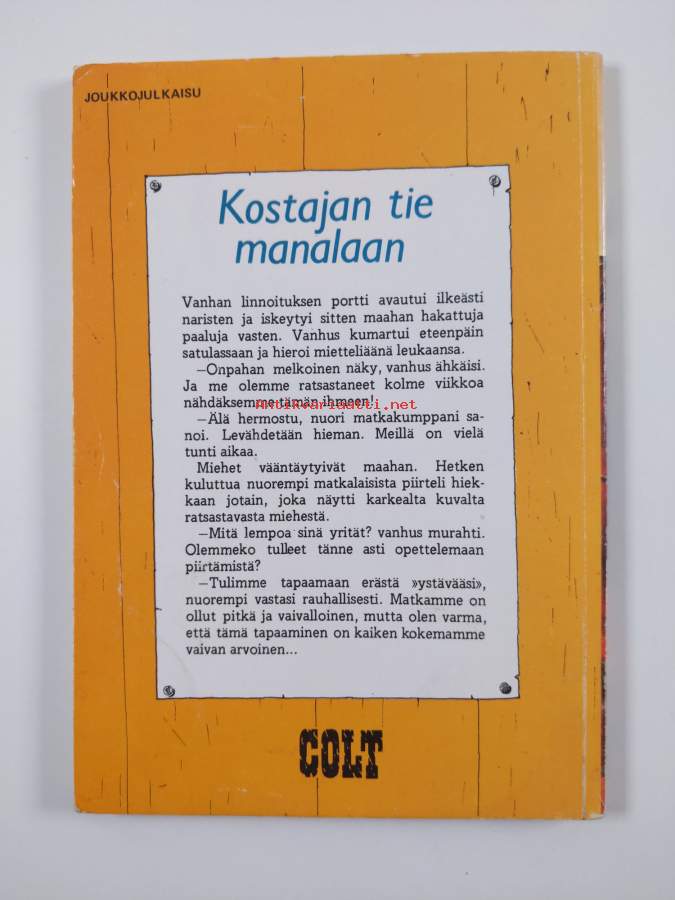 JOUKKOJULKAISU
Kostajan tie
manalaan
Vanhan linnoituksen portti avautui ilkeästi
naristen ja iskeytyi sitten maahan hakattuja
paaluja vasten. Vanhus kumartui eteenpäin
satulassaan ja hieroi mietteliäänä leukaansa.
—Onpahan melkoinen näky, vanhus ähkäisi.
Ja me olemme ratsastaneet kolme viikkoa
nähdäksemme tämän ihmeen!
Antikvariaatti.net
—Älä hermostu, nuori matkakumppani sa-
noi. Levähdetään hieman. Meillä on vielä
tunti aikaa.
Miehet vääntäytyivät maahan. Hetken
kuluttua nuorempi matkalaisista piirteli hiek-
kaan jotain, joka näytti karkealta kuvalta
ratsastavasta miehestä.
—Mitä lempoa sinä yrität? vanhus murahti.
Olemmeko tulleet tänne asti opettelemaan
piirtämistä?
—Tulimme tapaamaan erästä »ystävääsi»,
nuorempi vastasi rauhallisesti. Matkamme on
ollut pitkä ja vaivalloinen, mutta olen varma,
että tämä tapaaminen on kaiken kokemamme
vaivan arvoinen...
COLT